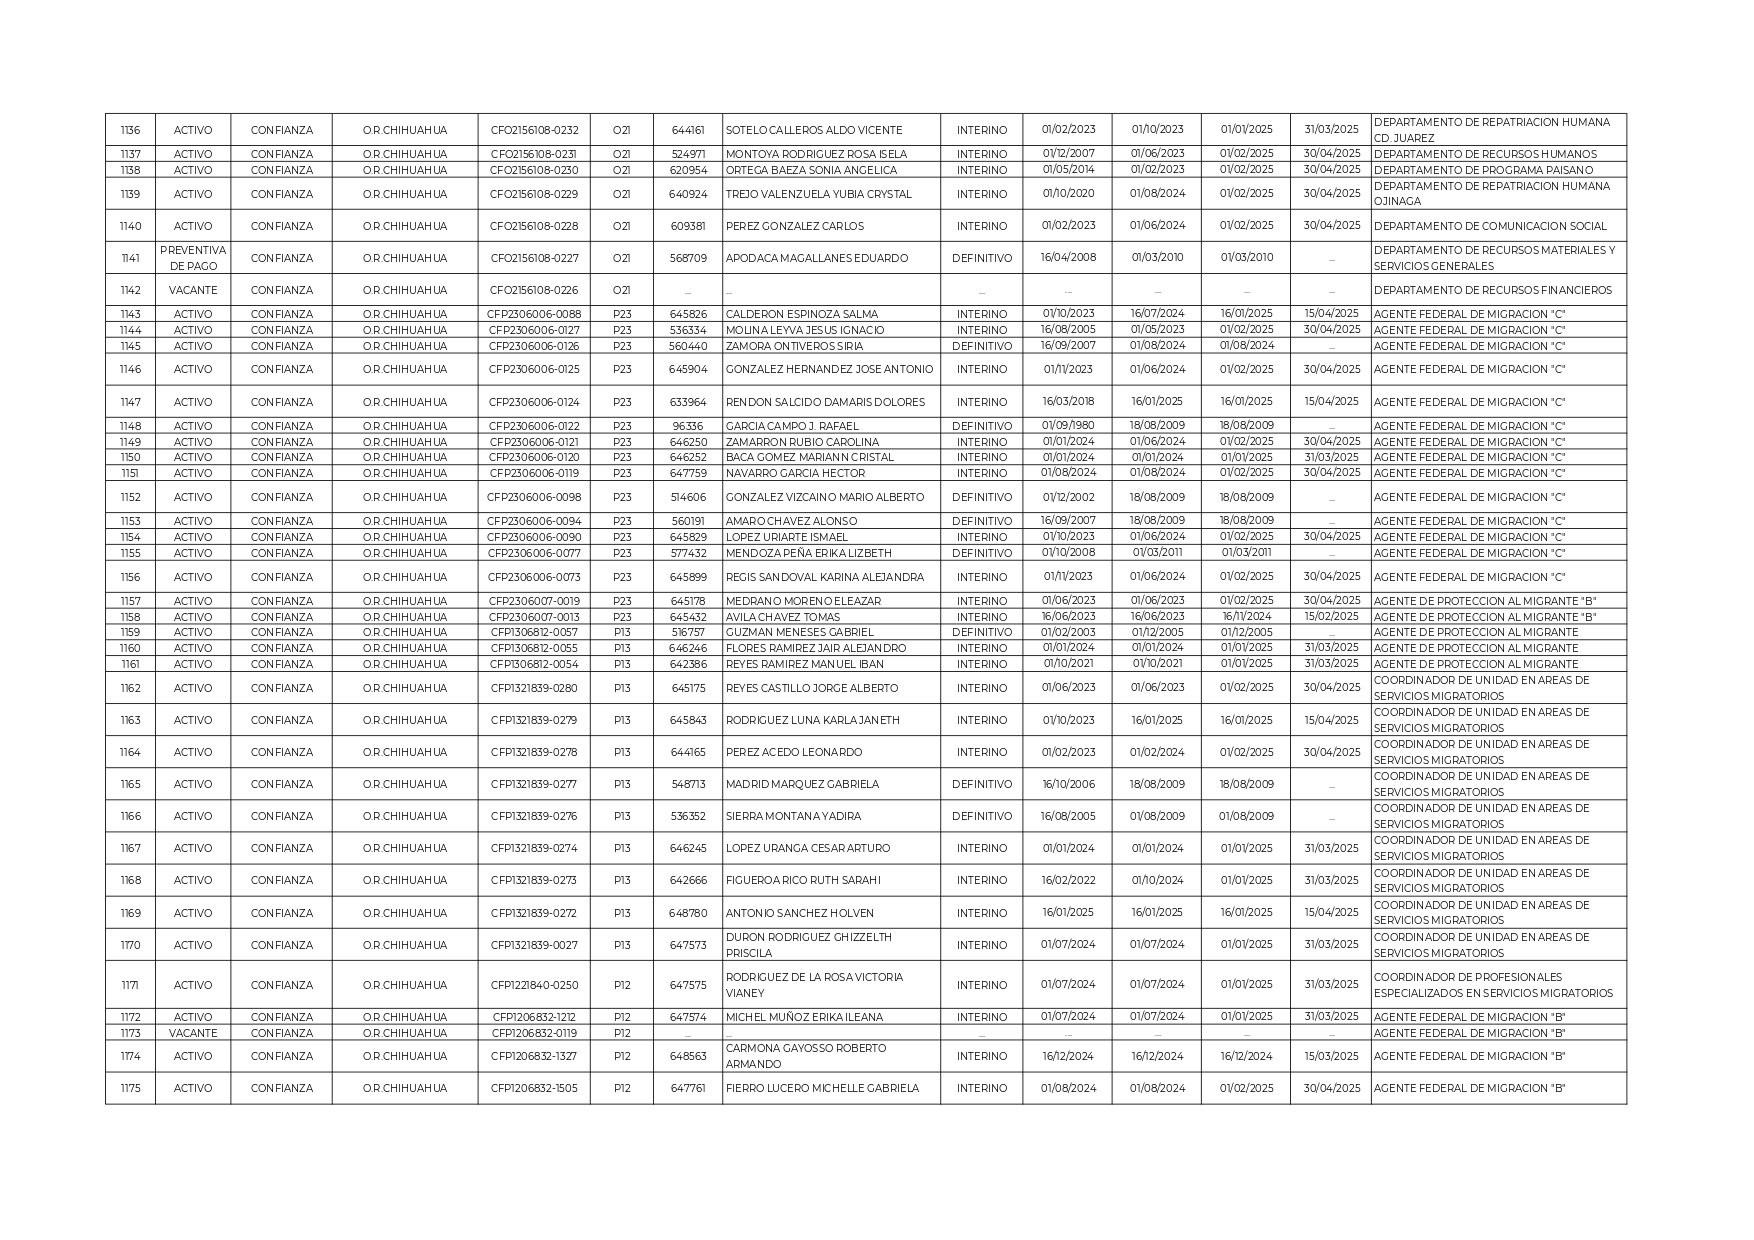 1136 ACTIVO CONFIANZA O.R.CHIHUAHUA CFO2156108-0232 O21 644161 SOTELO CALLEROS ALDO VICENTE INTERINO 01/02/2023 01/10/2023 01/01/2025 31/03/2025 DEPARTAMENTO DE REPATRIACION HUMANA
CD. JUAREZ
1137 ACTIVO CONFIANZA O.R.CHIHUAHUA CFO2156108-0231 O21 524971 MONTOYA RODRIGUEZ ROSA ISELA INTERINO 01/12/2007 01/06/2023 01/02/2025 30/04/2025 DEPARTAMENTO DE RECURSOS HUMANOS
1138 ACTIVO CONFIANZA O.R.CHIHUAHUA CFO2156108-0230 O21 620954 ORTEGA BAEZA SONIA ANGELICA INTERINO 01/05/2014 01/02/2023 01/02/2025 30/04/2025 DEPARTAMENTO DE PROGRAMA PAISANO
1139 ACTIVO CONFIANZA O.R.CHIHUAHUA CFO2156108-0229 O21 640924 TREJO VALENZUELA YUBIA CRYSTAL INTERINO 01/10/2020 01/08/2024 01/02/2025 30/04/2025 DEPARTAMENTO DE REPATRIACION HUMANA
OJINAGA
1140 ACTIVO CONFIANZA O.R.CHIHUAHUA CFO2156108-0228 O21 609381 PEREZ GONZALEZ CARLOS INTERINO 01/02/2023 01/06/2024 01/02/2025 30/04/2025 DEPARTAMENTO DE COMUNICACION SOCIAL
1141 PREVENTIVA DE PAGO CONFIANZA O.R.CHIHUAHUA CFO2156108-0227 O21 568709 APODACA MAGALLANES EDUARDO DEFINITIVO 16/04/2008 01/03/2010 01/03/2010 ... DEPARTAMENTO DE RECURSOS MATERIALES Y
SERVICIOS GENERALES
1142 VACANTE CONFIANZA O.R.CHIHUAHUA CFO2156108-0226 O21 ... ... ... ... ... ... ... DEPARTAMENTO DE RECURSOS FINANCIEROS
1143 ACTIVO CONFIANZA O.R.CHIHUAHUA CFP2306006-0088 P23 645826 CALDERON ESPINOZA SALMA INTERINO 01/10/2023 16/07/2024 16/01/2025 15/04/2025 AGENTE FEDERAL DE MIGRACION "C"
1144 ACTIVO CONFIANZA O.R.CHIHUAHUA CFP2306006-0127 P23 536334 MOLINA LEYVA JESUS IGNACIO INTERINO 16/08/2005 01/05/2023 01/02/2025 30/04/2025 AGENTE FEDERAL DE MIGRACION "C"
1145 ACTIVO CONFIANZA O.R.CHIHUAHUA CFP2306006-0126 P23 560440 ZAMORA ONTIVEROS SIRIA DEFINITIVO 16/09/2007 01/08/2024 01/08/2024 ... AGENTE FEDERAL DE MIGRACION "C"
1146 ACTIVO CONFIANZA O.R.CHIHUAHUA CFP2306006-0125 P23 645904 GONZALEZ HERNANDEZ JOSE ANTONIO INTERINO 01/11/2023 01/06/2024 01/02/2025 30/04/2025 AGENTE FEDERAL DE MIGRACION "C"
1147 ACTIVO CONFIANZA O.R.CHIHUAHUA CFP2306006-0124 P23 633964 RENDON SALCIDO DAMARIS DOLORES INTERINO 16/03/2018 16/01/2025 16/01/2025 15/04/2025 AGENTE FEDERAL DE MIGRACION "C"
1148 ACTIVO CONFIANZA O.R.CHIHUAHUA CFP2306006-0122 P23 96336 GARCIA CAMPO J. RAFAEL DEFINITIVO 01/09/1980 18/08/2009 18/08/2009 ... AGENTE FEDERAL DE MIGRACION "C"
1149 ACTIVO CONFIANZA O.R.CHIHUAHUA CFP2306006-0121 P23 646250 ZAMARRON RUBIO CAROLINA INTERINO 01/01/2024 01/06/2024 01/02/2025 30/04/2025 AGENTE FEDERAL DE MIGRACION "C"
1150 ACTIVO CONFIANZA O.R.CHIHUAHUA CFP2306006-0120 P23 646252 BACA GOMEZ MARIANN CRISTAL INTERINO 01/01/2024 01/01/2024 01/01/2025 31/03/2025 AGENTE FEDERAL DE MIGRACION "C"
1151 ACTIVO CONFIANZA O.R.CHIHUAHUA CFP2306006-0119 P23 647759 NAVARRO GARCIA HECTOR INTERINO 01/08/2024 01/08/2024 01/02/2025 30/04/2025 AGENTE FEDERAL DE MIGRACION "C"
1152 ACTIVO CONFIANZA O.R.CHIHUAHUA CFP2306006-0098 P23 514606 GONZALEZ VIZCAINO MARIO ALBERTO DEFINITIVO 01/12/2002 18/08/2009 18/08/2009 ... AGENTE FEDERAL DE MIGRACION "C"
1153 ACTIVO CONFIANZA O.R.CHIHUAHUA CFP2306006-0094 P23 560191 AMARO CHAVEZ ALONSO DEFINITIVO 16/09/2007 18/08/2009 18/08/2009 ... AGENTE FEDERAL DE MIGRACION "C"
1154 ACTIVO CONFIANZA O.R.CHIHUAHUA CFP2306006-0090 P23 645829 LOPEZ URIARTE ISMAEL INTERINO 01/10/2023 01/06/2024 01/02/2025 30/04/2025 AGENTE FEDERAL DE MIGRACION "C"
1155 ACTIVO CONFIANZA O.R.CHIHUAHUA CFP2306006-0077 P23 577432 MENDOZA PEÑA ERIKA LIZBETH DEFINITIVO 01/10/2008 01/03/2011 01/03/2011 ... AGENTE FEDERAL DE MIGRACION "C"
1156 ACTIVO CONFIANZA O.R.CHIHUAHUA CFP2306006-0073 P23 645899 REGIS SANDOVAL KARINA ALEJANDRA INTERINO 01/11/2023 01/06/2024 01/02/2025 30/04/2025 AGENTE FEDERAL DE MIGRACION "C"
1157 ACTIVO CONFIANZA O.R.CHIHUAHUA CFP2306007-0019 P23 645178 MEDRANO MORENO ELEAZAR INTERINO 01/06/2023 01/06/2023 01/02/2025 30/04/2025 AGENTE DE PROTECCION AL MIGRANTE "B"
1158 ACTIVO CONFIANZA O.R.CHIHUAHUA CFP2306007-0013 P23 645432 AVILA CHAVEZ TOMAS INTERINO 16/06/2023 16/06/2023 16/11/2024 15/02/2025 AGENTE DE PROTECCION AL MIGRANTE "B"
1159 ACTIVO CONFIANZA O.R.CHIHUAHUA CFP1306812-0057 P13 516757 GUZMAN MENESES GABRIEL DEFINITIVO 01/02/2003 01/12/2005 01/12/2005 ... AGENTE DE PROTECCION AL MIGRANTE
1160 ACTIVO CONFIANZA O.R.CHIHUAHUA CFP1306812-0055 P13 646246 FLORES RAMIREZ JAIR ALEJANDRO INTERINO 01/01/2024 01/01/2024 01/01/2025 31/03/2025 AGENTE DE PROTECCION AL MIGRANTE
1161 ACTIVO CONFIANZA O.R.CHIHUAHUA CFP1306812-0054 P13 642386 REYES RAMIREZ MANUEL IBAN INTERINO 01/10/2021 01/10/2021 01/01/2025 31/03/2025 AGENTE DE PROTECCION AL MIGRANTE
1162 ACTIVO CONFIANZA O.R.CHIHUAHUA CFP1321839-0280 P13 645175 REYES CASTILLO JORGE ALBERTO INTERINO 01/06/2023 01/06/2023 01/02/2025 30/04/2025 COORDINADOR DE UNIDAD EN AREAS DE
SERVICIOS MIGRATORIOS
1163 ACTIVO CONFIANZA O.R.CHIHUAHUA CFP1321839-0279 P13 645843 RODRIGUEZ LUNA KARLA JANETH INTERINO 01/10/2023 16/01/2025 16/01/2025 15/04/2025 COORDINADOR DE UNIDAD EN AREAS DE
SERVICIOS MIGRATORIOS
1164 ACTIVO CONFIANZA O.R.CHIHUAHUA CFP1321839-0278 P13 644165 PEREZ ACEDO LEONARDO INTERINO 01/02/2023 01/02/2024 01/02/2025 30/04/2025 COORDINADOR DE UNIDAD EN AREAS DE
SERVICIOS MIGRATORIOS
1165 ACTIVO CONFIANZA O.R.CHIHUAHUA CFP1321839-0277 P13 548713 MADRID MARQUEZ GABRIELA DEFINITIVO 16/10/2006 18/08/2009 18/08/2009 ... COORDINADOR DE UNIDAD EN AREAS DE
SERVICIOS MIGRATORIOS
1166 ACTIVO CONFIANZA O.R.CHIHUAHUA CFP1321839-0276 P13 536352 SIERRA MONTANA YADIRA DEFINITIVO 16/08/2005 01/08/2009 01/08/2009 ... COORDINADOR DE UNIDAD EN AREAS DE
SERVICIOS MIGRATORIOS
1167 ACTIVO CONFIANZA O.R.CHIHUAHUA CFP1321839-0274 P13 646245 LOPEZ URANGA CESAR ARTURO INTERINO 01/01/2024 01/01/2024 01/01/2025 31/03/2025 COORDINADOR DE UNIDAD EN AREAS DE
SERVICIOS MIGRATORIOS
1168 ACTIVO CONFIANZA O.R.CHIHUAHUA CFP1321839-0273 P13 642666 FIGUEROA RICO RUTH SARAHI INTERINO 16/02/2022 01/10/2024 01/01/2025 31/03/2025 COORDINADOR DE UNIDAD EN AREAS DE
SERVICIOS MIGRATORIOS
1169 ACTIVO CONFIANZA O.R.CHIHUAHUA CFP1321839-0272 P13 648780 ANTONIO SANCHEZ HOLVEN INTERINO 16/01/2025 16/01/2025 16/01/2025 15/04/2025 COORDINADOR DE UNIDAD EN AREAS DE
SERVICIOS MIGRATORIOS
1170 ACTIVO CONFIANZA O.R.CHIHUAHUA CFP1321839-0027 P13 647573 DURON RODRIGUEZ GHIZZELTH PRISCILA INTERINO 01/07/2024 01/07/2024 01/01/2025 31/03/2025 COORDINADOR DE UNIDAD EN AREAS DE
SERVICIOS MIGRATORIOS
1171 ACTIVO CONFIANZA O.R.CHIHUAHUA CFP1221840-0250 P12 647575 RODRIGUEZ DE LA ROSA VICTORIA VIANEY INTERINO 01/07/2024 01/07/2024 01/01/2025 31/03/2025 COORDINADOR DE PROFESIONALES
ESPECIALIZADOS EN SERVICIOS MIGRATORIOS
1172 ACTIVO CONFIANZA O.R.CHIHUAHUA CFP1206832-1212 P12 647574 MICHEL MUÑOZ ERIKA ILEANA INTERINO 01/07/2024 01/07/2024 01/01/2025 31/03/2025 AGENTE FEDERAL DE MIGRACION "B"
1173 VACANTE CONFIANZA O.R.CHIHUAHUA CFP1206832-0119 P12 ... ... ... ... ... ... ... AGENTE FEDERAL DE MIGRACION "B"
1174 ACTIVO CONFIANZA O.R.CHIHUAHUA CFP1206832-1327 P12 648563 CARMONA GAYOSSO ROBERTO ARMANDO INTERINO 16/12/2024 16/12/2024 16/12/2024 15/03/2025 AGENTE FEDERAL DE MIGRACION "B"
1175 ACTIVO CONFIANZA O.R.CHIHUAHUA CFP1206832-1505 P12 647761 FIERRO LUCERO MICHELLE GABRIELA INTERINO 01/08/2024 01/08/2024 01/02/2025 30/04/2025 AGENTE FEDERAL DE MIGRACION "B"